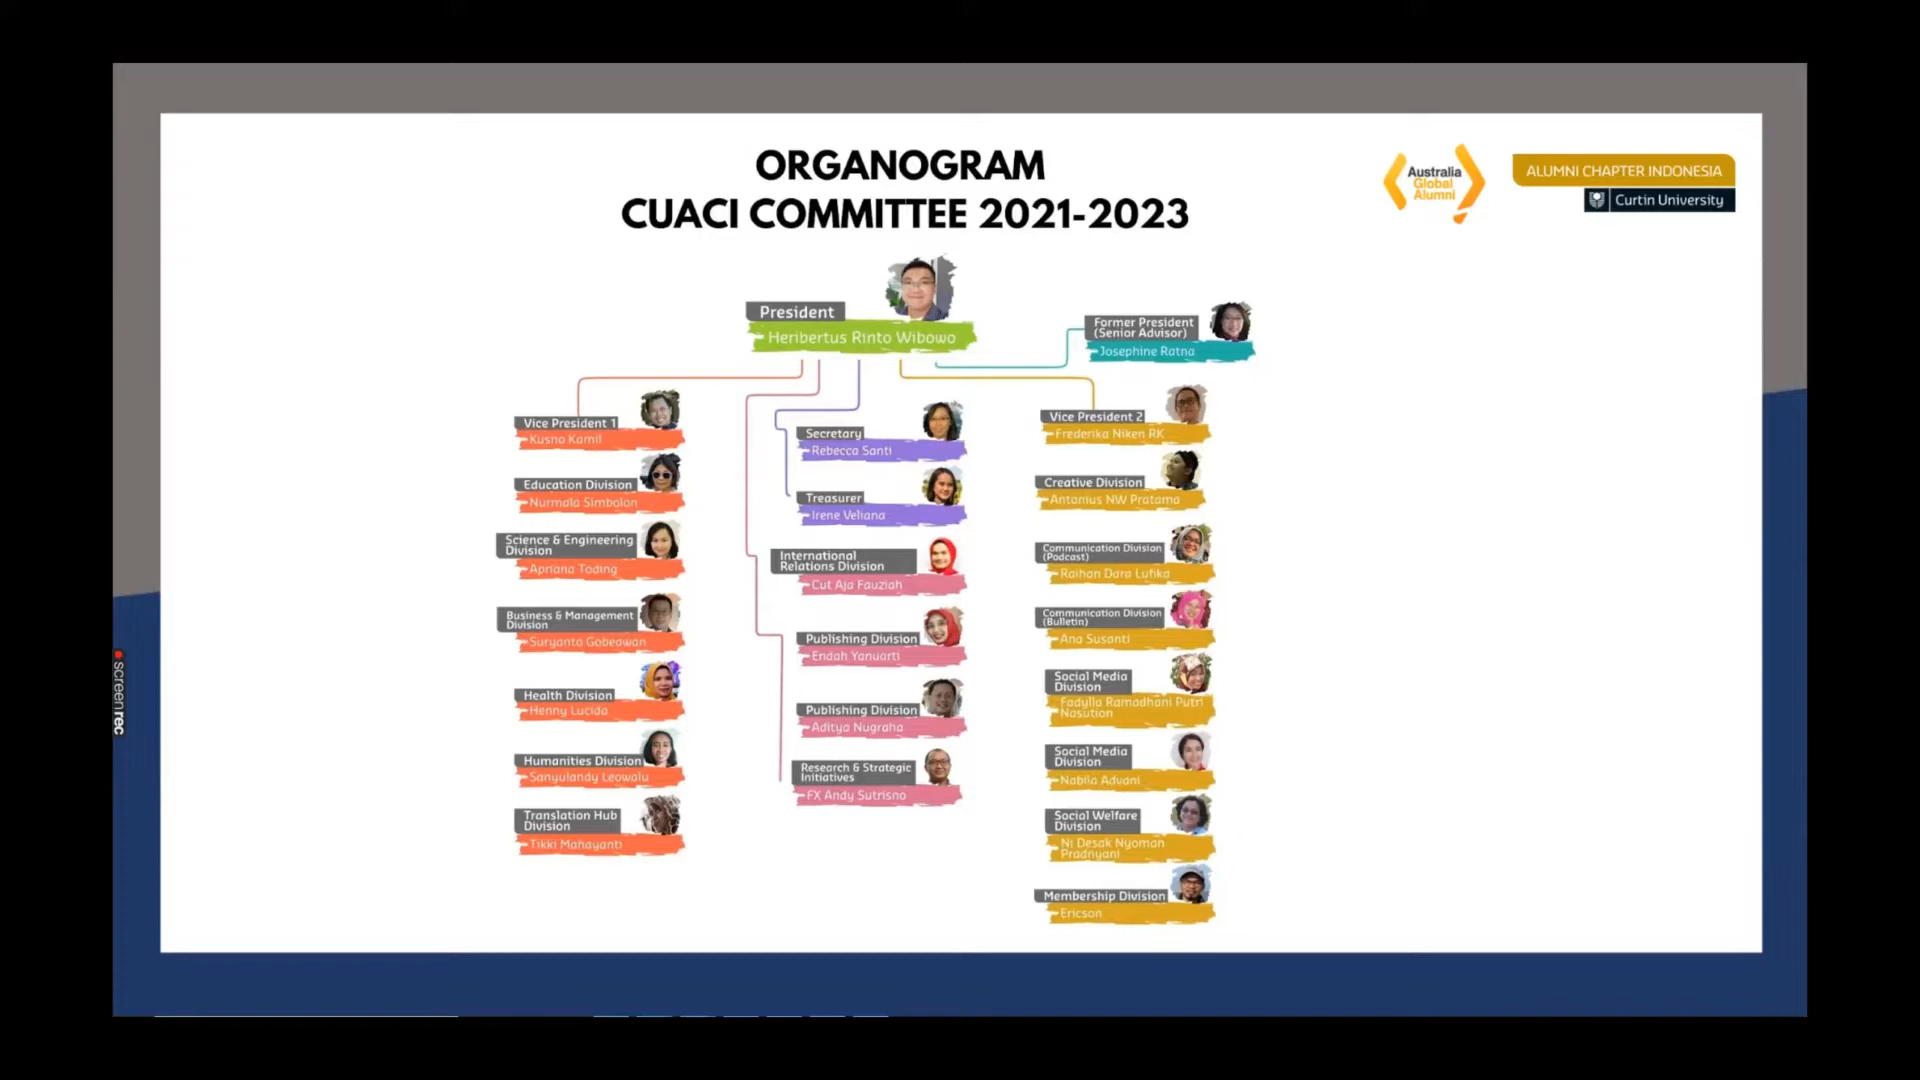 ORGANOGRAM
CUACI COMMITTEE 2021-2023
Australia
Global
Alumni
ALUMNI CHAPTER INDONESIA
Curtin University
President
Heribertus Rinto Wibowo
Former President
(Senior Advisor)
Josephine Ratna
Vice President 1
Kusno Kamil
Education Division
Nurmala Simbolon
Science & Engineering
Division
Apriana Toding
Business & Management
Division
Suryanto Gobeawan
Health Division
Henny Lucida
Humanities Division
Sanyulandy Leowalu
Translation Hub
Division
Tikki Mahayanti
Secretary
Rebecca Santi
Treasurer
Irene Veliana
International
Relations Division
Cut Aja Fauziah
Publishing Division
Endah Yanuarti
Publishing Division
Aditya Nugraha
Research & Strategic
Initiatives
FX Andy Sutrisno
Vice President 2
Frederika Niken RK
Creative Division
Antanius NW Pratama
Communication Division
(Podcast)
Raihan Dara Lufika
Communication Division
(Bulletin)
Ana Susanti
Social Media
Division
Fadylla Ramadhani Putri
Nasution
Social Media
Division
Nabila Advani
Social Welfare
Division
Ni Desak Nyoman
Pradnyani
Membership Division
Ericson
screenrec